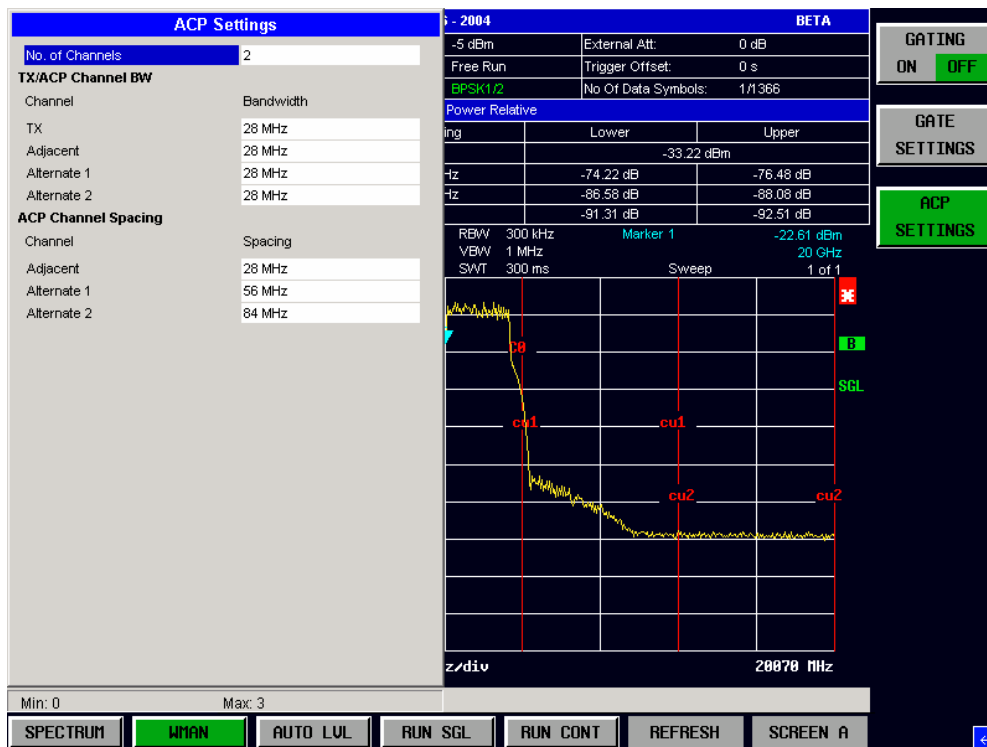 ACP Settings
No. of Channels 2
TX/ACP Channel BW
Channel Bandwidth
TX 28 MHz
Adjacent 28 MHz
Alternate 1 28 MHz
Alternate 2 28 MHz
ACP Channel Spacing
Channel Spacing
Adjacent 28 MHz
Alternate 1 56 MHz
Alternate 2 84 MHz
Min: 0 Max: 3
- 2004 BETA
-5 dBm External Att: 0 dB
Free Run Trigger Offset: 0 s
BPSK1/2 No Of Data Symbols: 1/1366
Power Relative
ing Lower Upper
-33.22 dBm
Hz -74.22 dB -76.48 dB
Hz -86.58 dB -88.08 dB
-91.31 dB -92.51 dB
RBW 300 kHz Marker 1 -22.61 dBm
VBW 1 MHz 20 GHz
SWT 300 ms Sweep 1 of 1
C0
B
SGL
cu1 cu1
cu2 cu2
z/div 20070 MHz
GATING
ON OFF
GATE
SETTINGS
ACP
SETTINGS
SPECTRUM WMAN AUTO LVL RUN SGL RUN CONT REFRESH SCREEN A